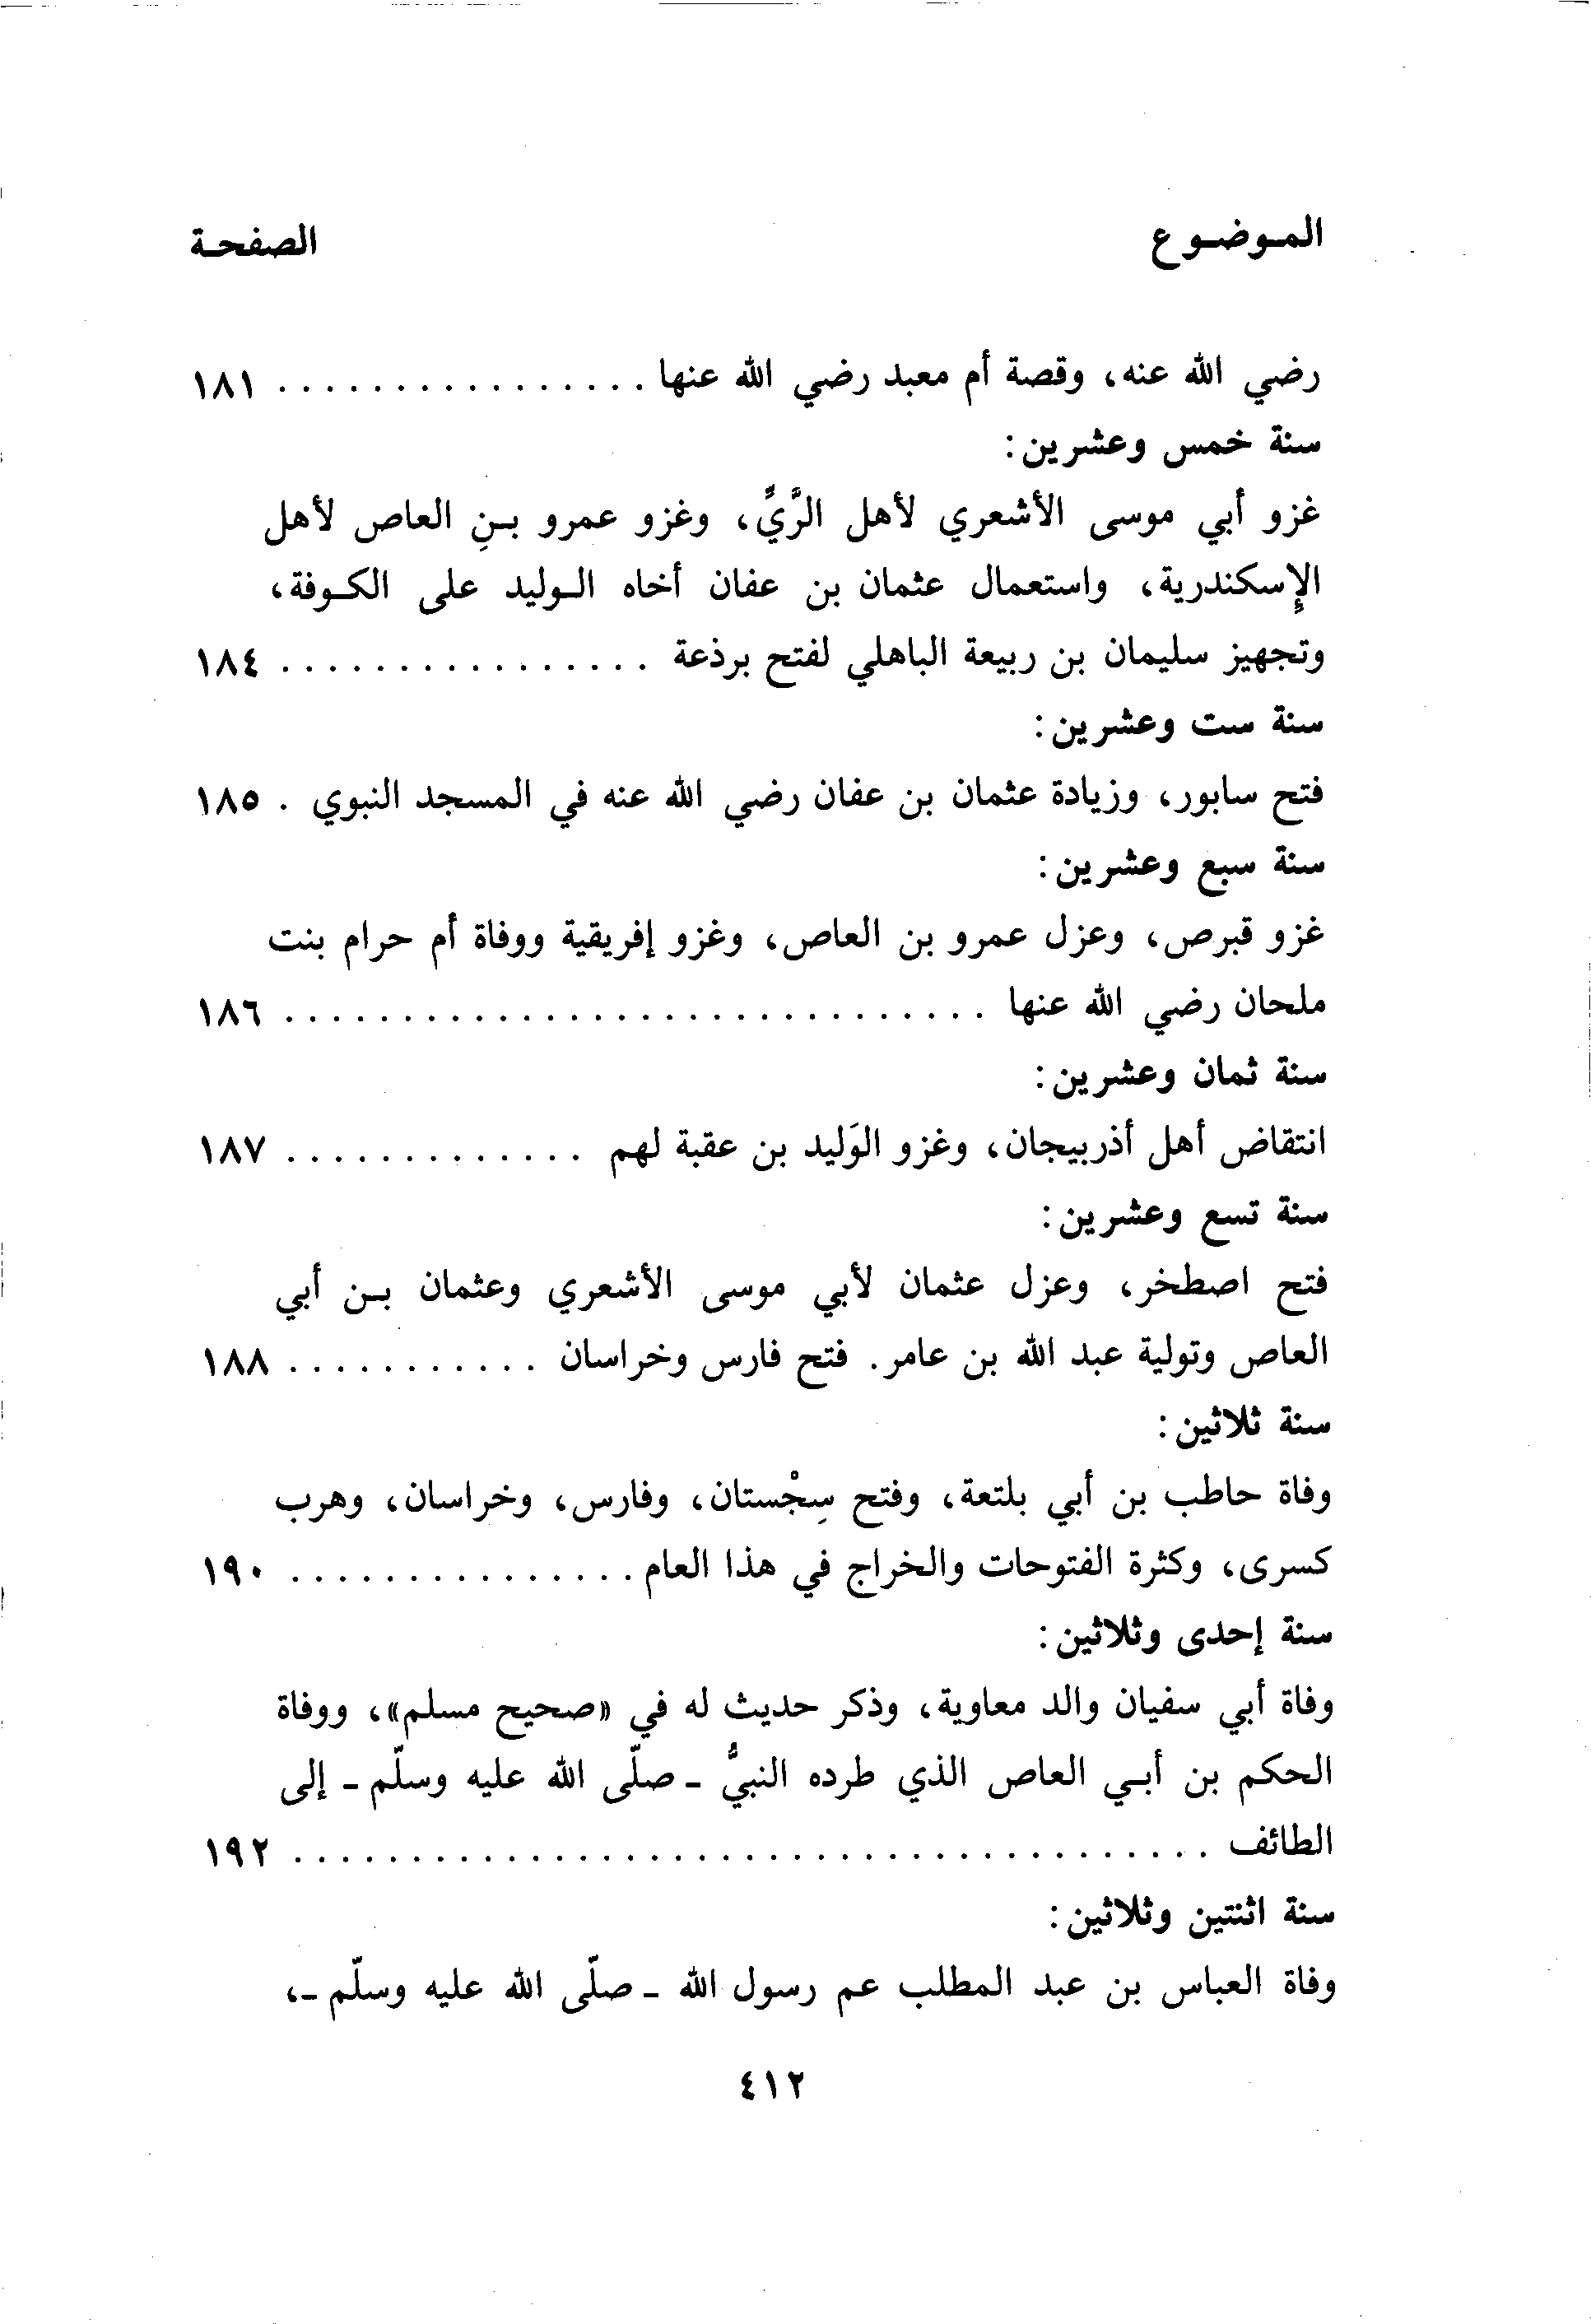 الموضوع الصفحة
رضي الله عنه، وقصة أم معبد رضي الله عنها ................ ١٨١
سنة خمس وعشرين:
غزو أبي موسى الأشعري لأهل الرَّيِّ، وغزو عمرو بنِ العاص لأهل
الإسكندرية، واستعمال عثمان بن عفان أخاه الوليد على الكوفة،
وتجهيز سليمان بن ربيعة الباهلي لفتح برذعة ................ ١٨٤
سنة ست وعشرين:
فتح سابور، وزيادة عثمان بن عفان رضي الله عنه في المسجد النبوي . ١٨٥
سنة سبع وعشرين:
غزو قبرص، وعزل عمرو بن العاص، وغزو إفريقية ووفاة أم حرام بنت
ملحان رضي الله عنها .............................. ١٨٦
سنة ثمان وعشرين:
انتقاض أهل أذربيجان، وغزو الوَليد بن عقبة لهم ............. ١٨٧
سنة تسع وعشرين:
فتح اصطخر، وعزل عثمان لأبي موسى الأشعري وعثمان بن أبي
العاص وتولية عبد الله بن عامر. فتح فارس وخراسان ........... ١٨٨
سنة ثلاثين:
وفاة حاطب بن أبي بلتعة، وفتح سِجْستان، وفارس، وخراسان، وهرب
كسرى، وكثرة الفتوحات والخراج في هذا العام ............... ١٩٠
سنة إحدى وثلاثين:
وفاة أبي سفيان والد معاوية، وذكر حديث له في «صحيح مسلم»، ووفاة
الحكم بن أبي العاص الذي طرده النبيُّ - صلّى الله عليه وسلّم - إلى
الطائف ....................................... ١٩٢
سنة اثنتين وثلاثين:
وفاة العباس بن عبد المطلب عم رسول الله - صلّى الله عليه وسلّم -،
٤١٢